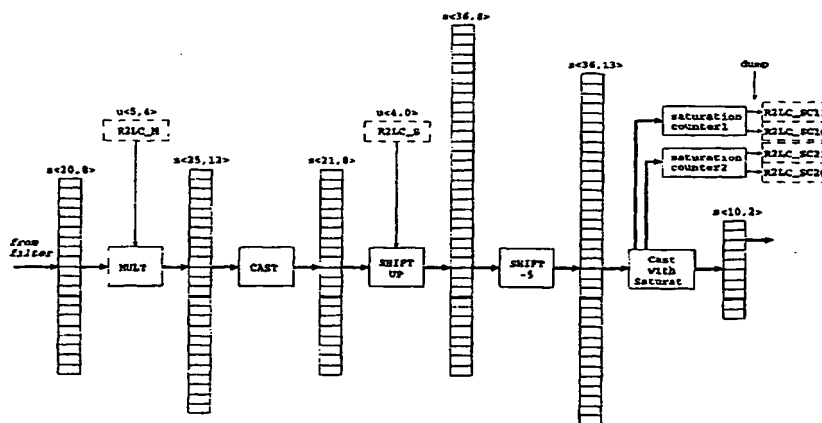 s<36,8>
s<36,13>
dump
u<5,4>
u<4,0>
R2LC_M
R2LC_S
saturation
counter1
R2LC_SC1
R2LC_SC1
s<20,8>
s<25,12>
s<21,8>
saturation
counter2
R2LC_SC2
R2LC_SC2
s<10,2>
from
filter
MULT
CAST
SHIFT
UP
SHIFT
-5
Cast
with
Saturat